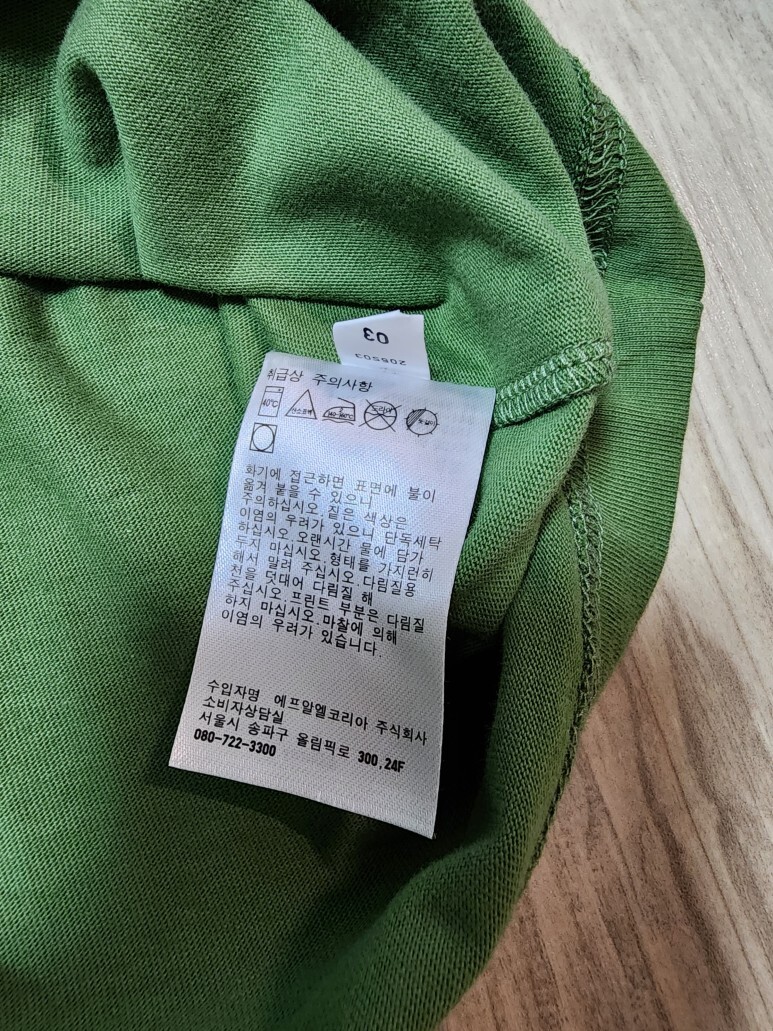 03
205203
취급상 주의사항
40℃
산소표백
140-160℃
드라이
화기에 접근하면 표면에 불이
옮겨 붙을 수 있으니
주의하십시오.짙은 색상은
이염의 우려가 있으니 단독세탁
하십시오.오랜시간 물에 담가
두지 마십시오.형태를 가지런히
해서 말려 주십시오.다림질용
천을 덧대어 다림질 해
주십시오.프린트 부분은 다림질
하지 마십시오.마찰에 의해
이염의 우려가 있습니다.
수입자명 에프알엘코리아 주식회사
소비자상담실
서울시 송파구 올림픽로 300,24F
080-722-3300